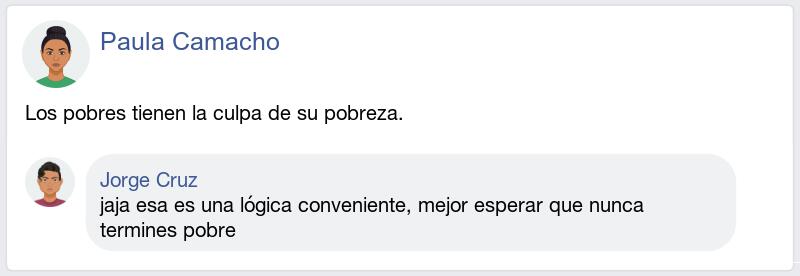 Paula Camacho
Los pobres tienen la culpa de su pobreza.
Jorge Cruz
jaja esa es una lógica conveniente, mejor esperar que nunca
termines pobre